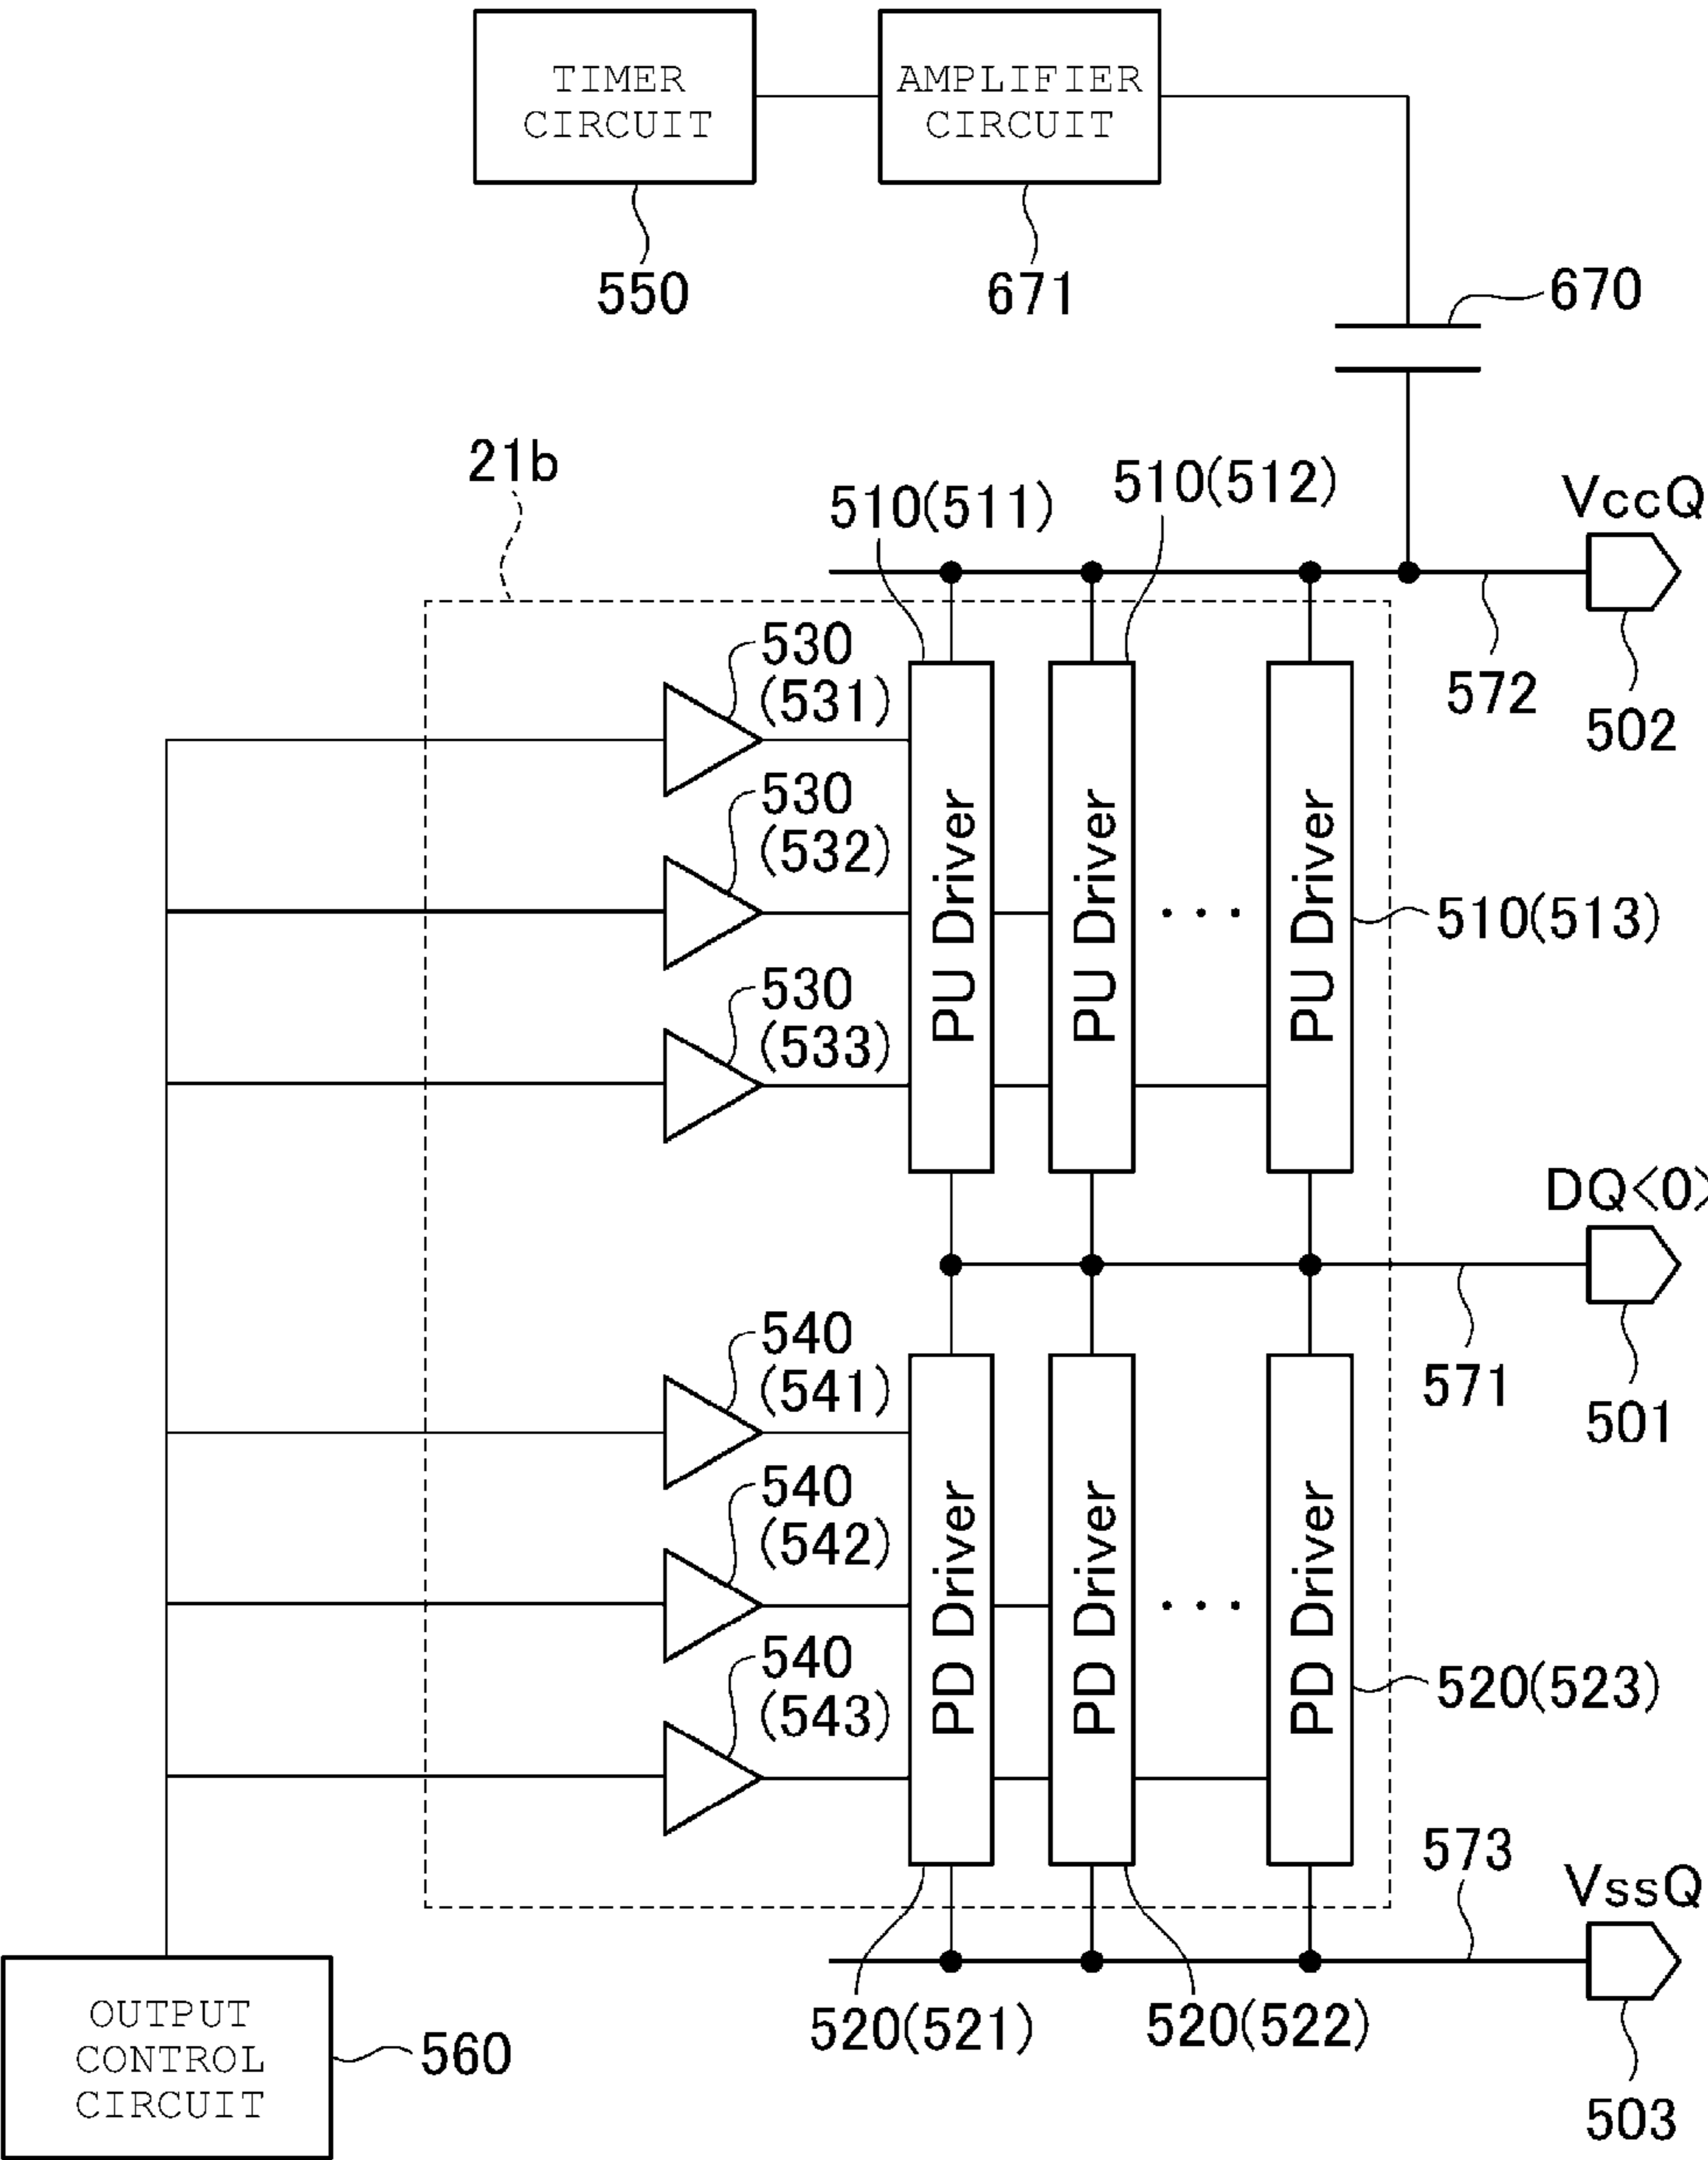 TIMER
CIRCUIT
AMPLIFIER
CIRCUIT
550
671
670
21b
510(511)
510(512)
VccQ
530
(531)
572
502
530
(532)
PU Driver
PU Driver
PU Driver
...
510(513)
530
(533)
DQ<0>
571
501
540
(541)
540
(542)
PD Driver
PD Driver
PD Driver
...
540
(543)
520(523)
573
VssQ
520(521)
520(522)
503
OUTPUT
CONTROL
CIRCUIT
560